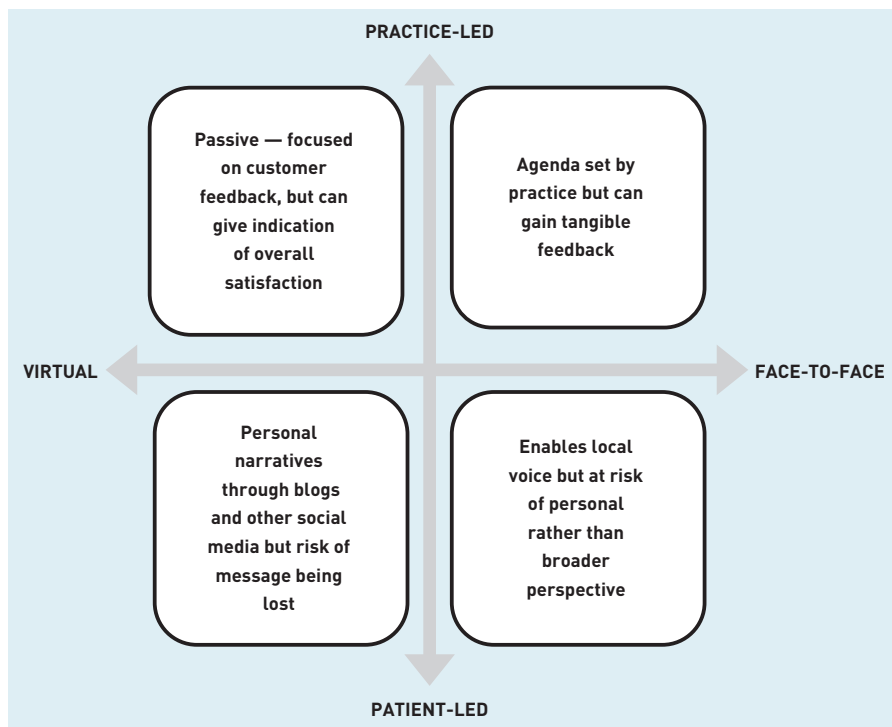 PRACTICE-LED
Passive — focused
on customer
feedback, but can
give indication
of overall
satisfaction
Agenda set by
practice but can
gain tangible
feedback
VIRTUAL
FACE-TO-FACE
Personal
narratives
through blogs
and other social
media but risk of
message being
lost
Enables local
voice but at risk
of personal
rather than
broader
perspective
PATIENT-LED